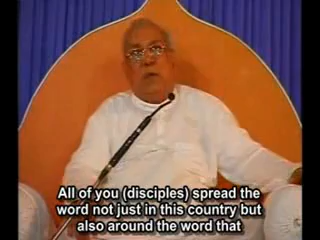 All of you (disciples) spread the
word not just in this country but
also around the word that